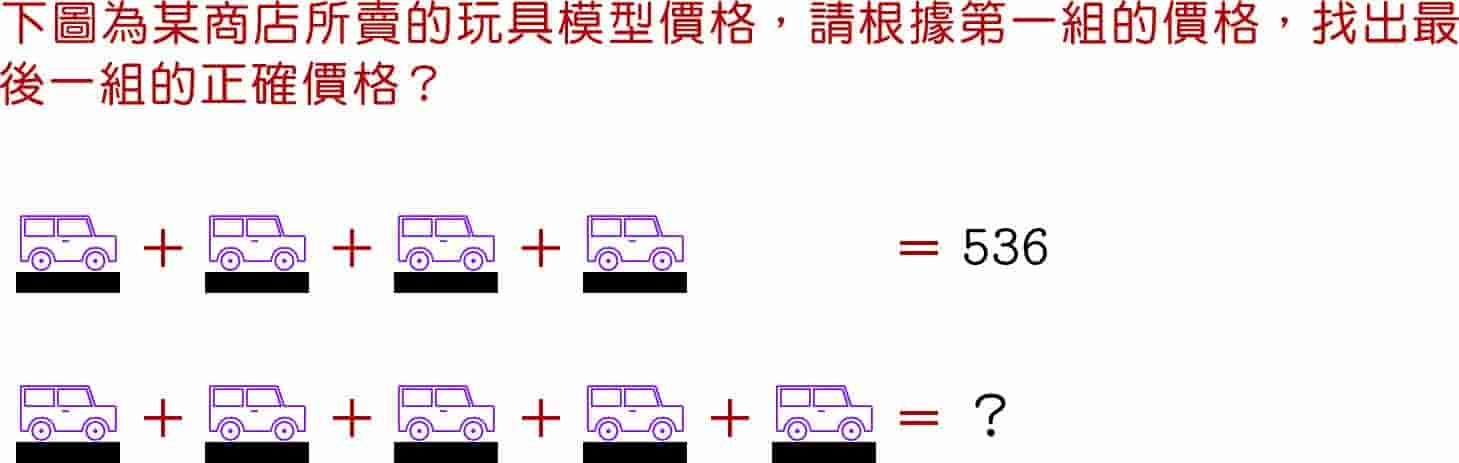 下圖為某商店所賣的玩具模型價格，請根據第一組的價格，找出最
後一組的正確價格？
+ + + = 536
+ + + + = ?